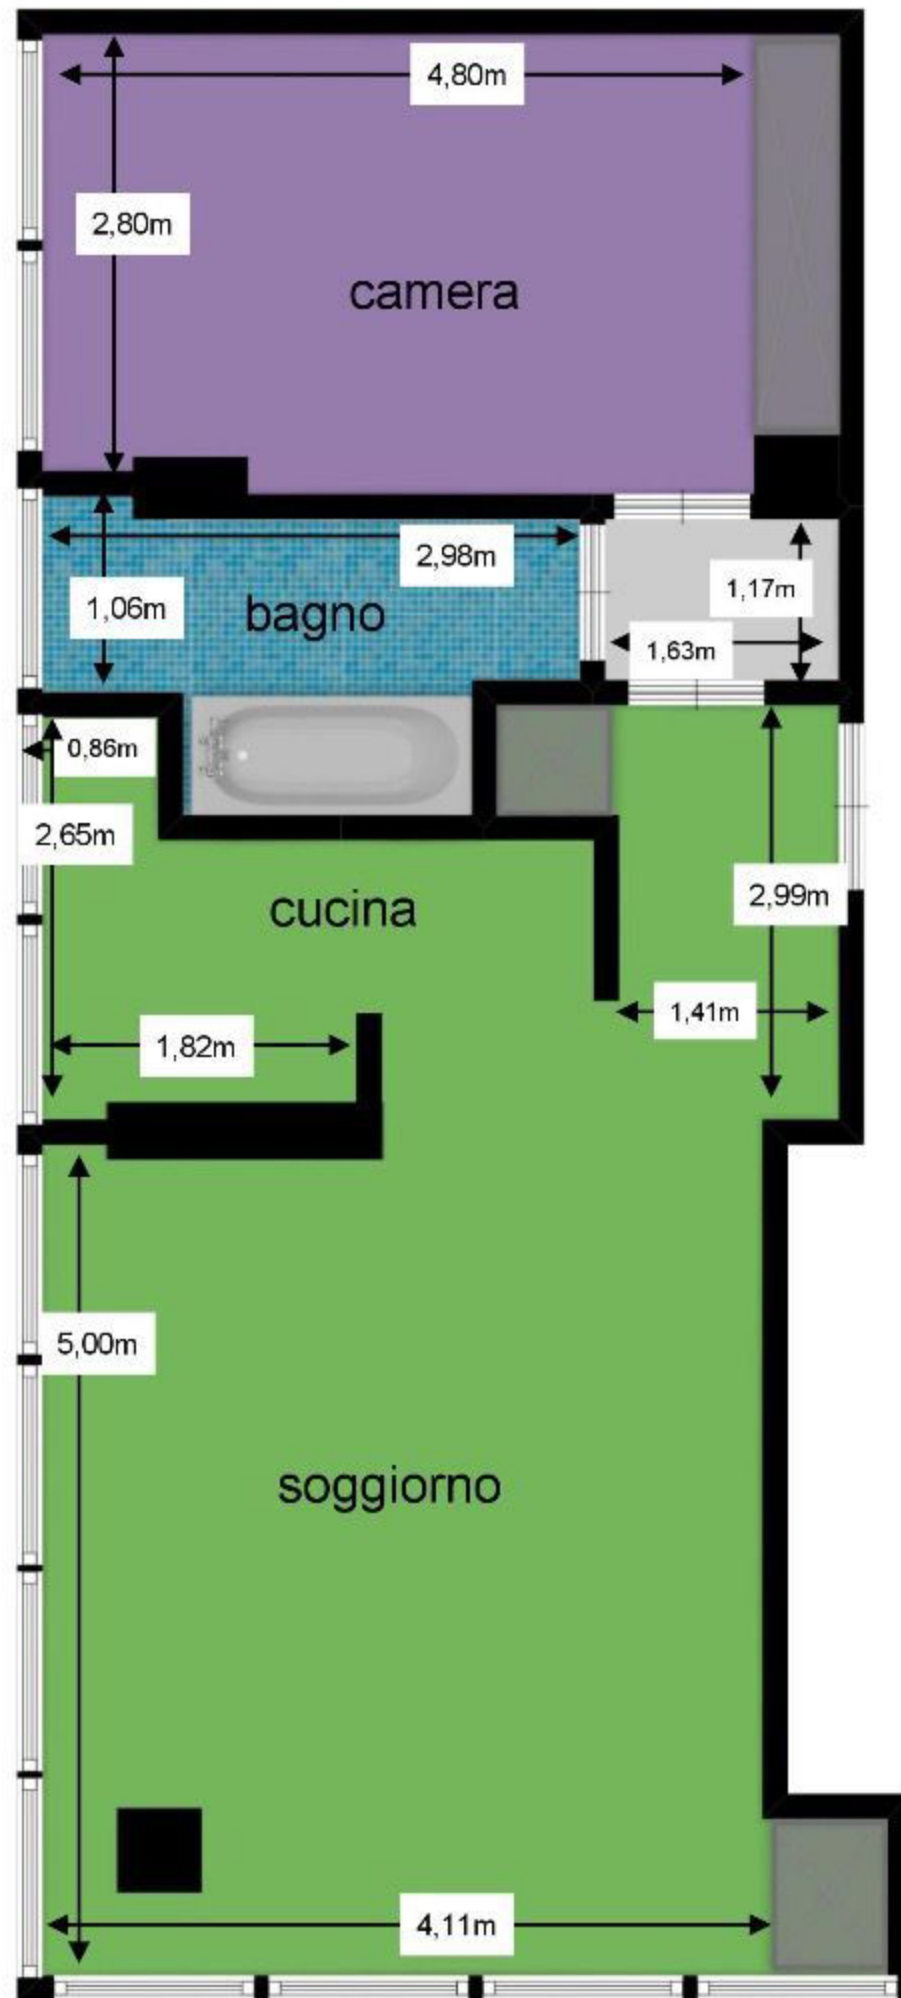 4,80m
2,80m
camera
2,98m
1,17m
1,06m
bagno
1,63m
0,86m
2,65m
2,99m
cucina
1,41m
1,82m
5,00m
soggiorno
4,11m